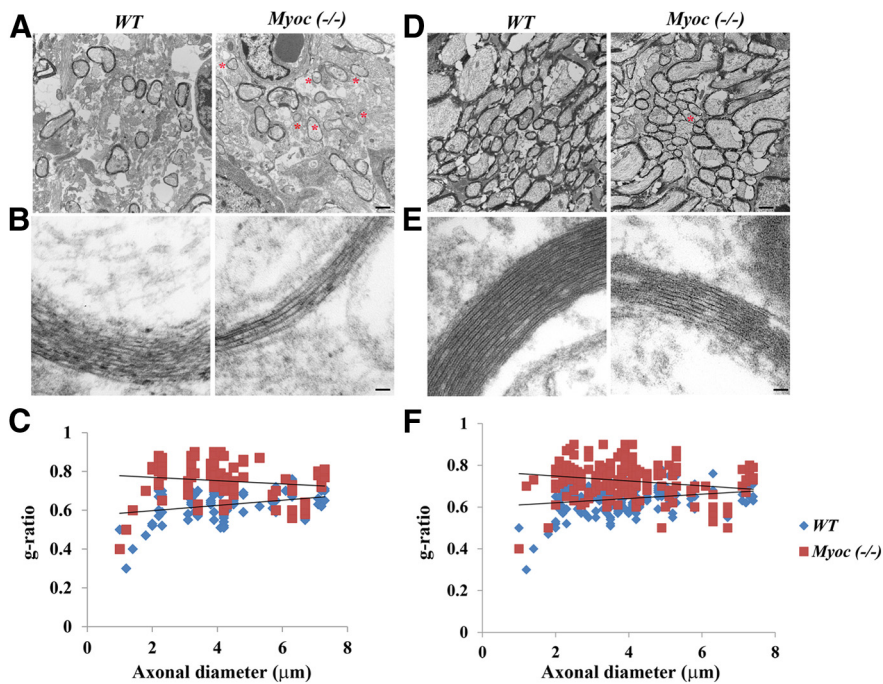 A
WT
Myoc (-/-)
*
*
*
*
*
*
B
C
1
0.8
0.6
0.4
0.2
0
0
2
4
6
8
g-ratio
Axonal diameter (μm)
D
WT
Myoc (-/-)
*
E
F
1
0.8
0.6
0.4
0.2
0
0
2
4
6
8
g-ratio
Axonal diameter (μm)
WT
Myoc (-/-)